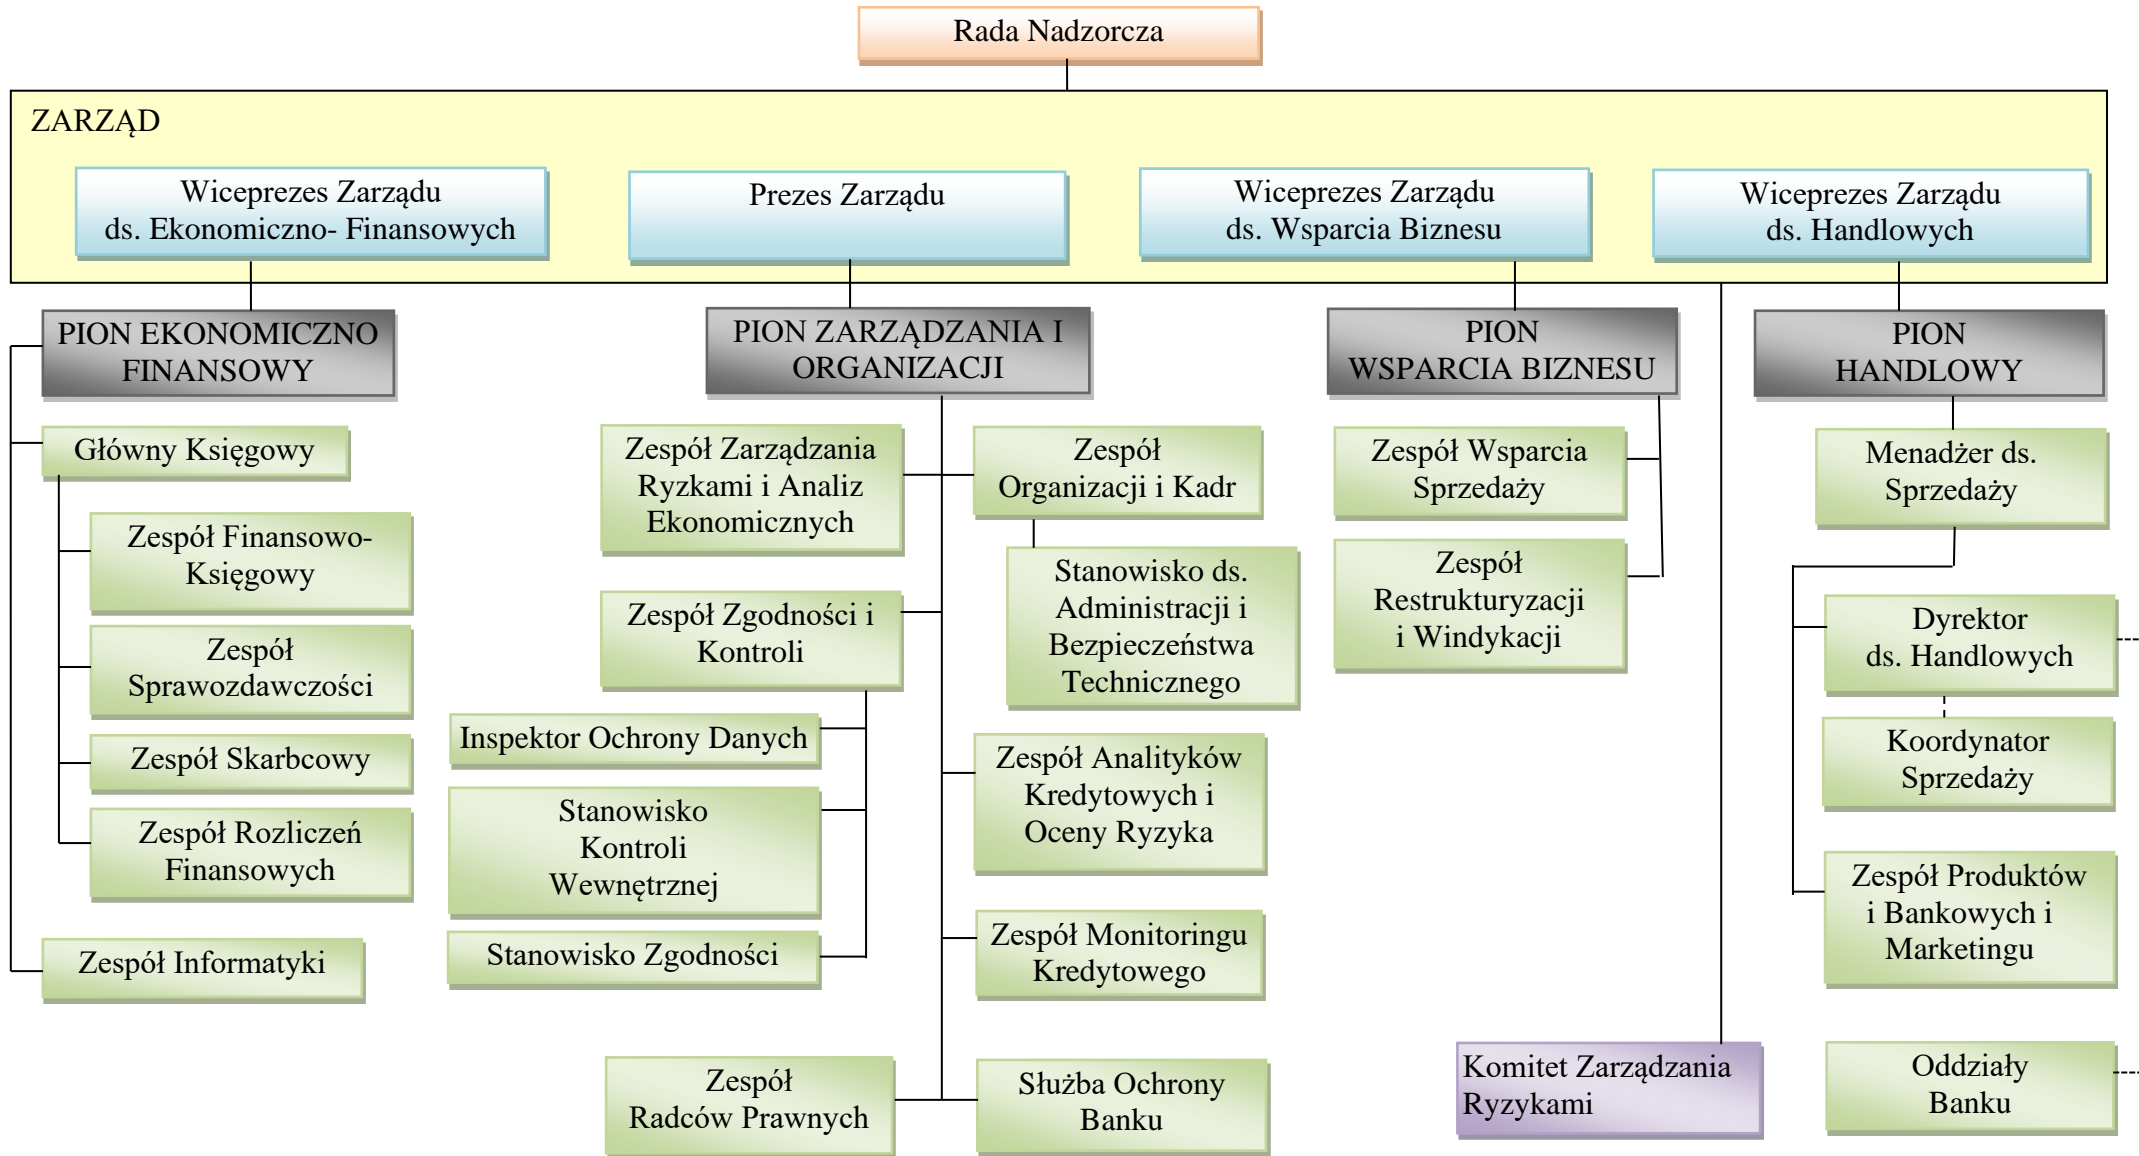 Rada Nadzorcza
ZARZĄD
Wiceprezes Zarządu
ds. Ekonomiczno- Finansowych
Prezes Zarządu
Wiceprezes Zarządu
ds. Wsparcia Biznesu
Wiceprezes Zarządu
ds. Handlowych
PION EKONOMICZNO
FINANSOWY
Główny Księgowy
Zespół Finansowo-
Księgowy
Zespół
Sprawozdawczości
Zespół Skarbcowy
Zespół Rozliczeń
Finansowych
Zespół Informatyki
PION ZARZĄDZANIA I
ORGANIZACJI
Zespół Zarządzania
Ryzkami i Analiz
Ekonomicznych
Zespół Zgodności i
Kontroli
Inspektor Ochrony Danych
Stanowisko
Kontroli
Wewnętrznej
Stanowisko Zgodności
Zespół
Radców Prawnych
Zespół
Organizacji i Kadr
Stanowisko ds.
Administracji i
Bezpieczeństwa
Technicznego
Zespół Analityków
Kredytowych i
Oceny Ryzyka
Zespół Monitoringu
Kredytowego
Służba Ochrony
Banku
PION
WSPARCIA BIZNESU
Zespół Wsparcia
Sprzedaży
Zespół
Restrukturyzacji
i Windykacji
Komitet Zarządzania
Ryzykami
PION
HANDLOWY
Menadżer ds.
Sprzedaży
Dyrektor
ds. Handlowych
Koordynator
Sprzedaży
Zespół Produktów
i Bankowych i
Marketingu
Oddziały
Banku